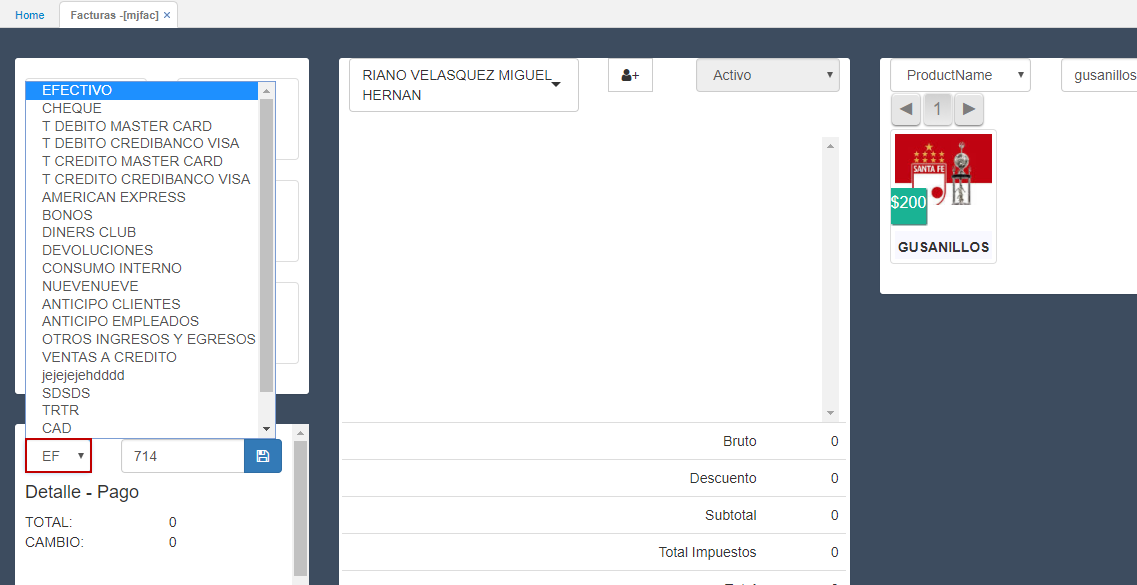 Home
Facturas -[mjfac] ×
EFECTIVO
CHEQUE
T DEBITO MASTER CARD
T DEBITO CREDIBANCO VISA
T CREDITO MASTER CARD
T CREDITO CREDIBANCO VISA
AMERICAN EXPRESS
BONOS
DINERS CLUB
DEVOLUCIONES
CONSUMO INTERNO
NUEVENUEVE
ANTICIPO CLIENTES
ANTICIPO EMPLEADOS
OTROS INGRESOS Y EGRESOS
VENTAS A CREDITO
jejejejehdddd
SDSDS
TRTR
CAD
EF
714
Detalle - Pago
TOTAL: 0
CAMBIO: 0
RIANO VELASQUEZ MIGUEL
HERNAN
Activo
Bruto 0
Descuento 0
Subtotal 0
Total Impuestos 0
ProductName
gusanillos
1
SANTA FE
$200
GUSANILLOS